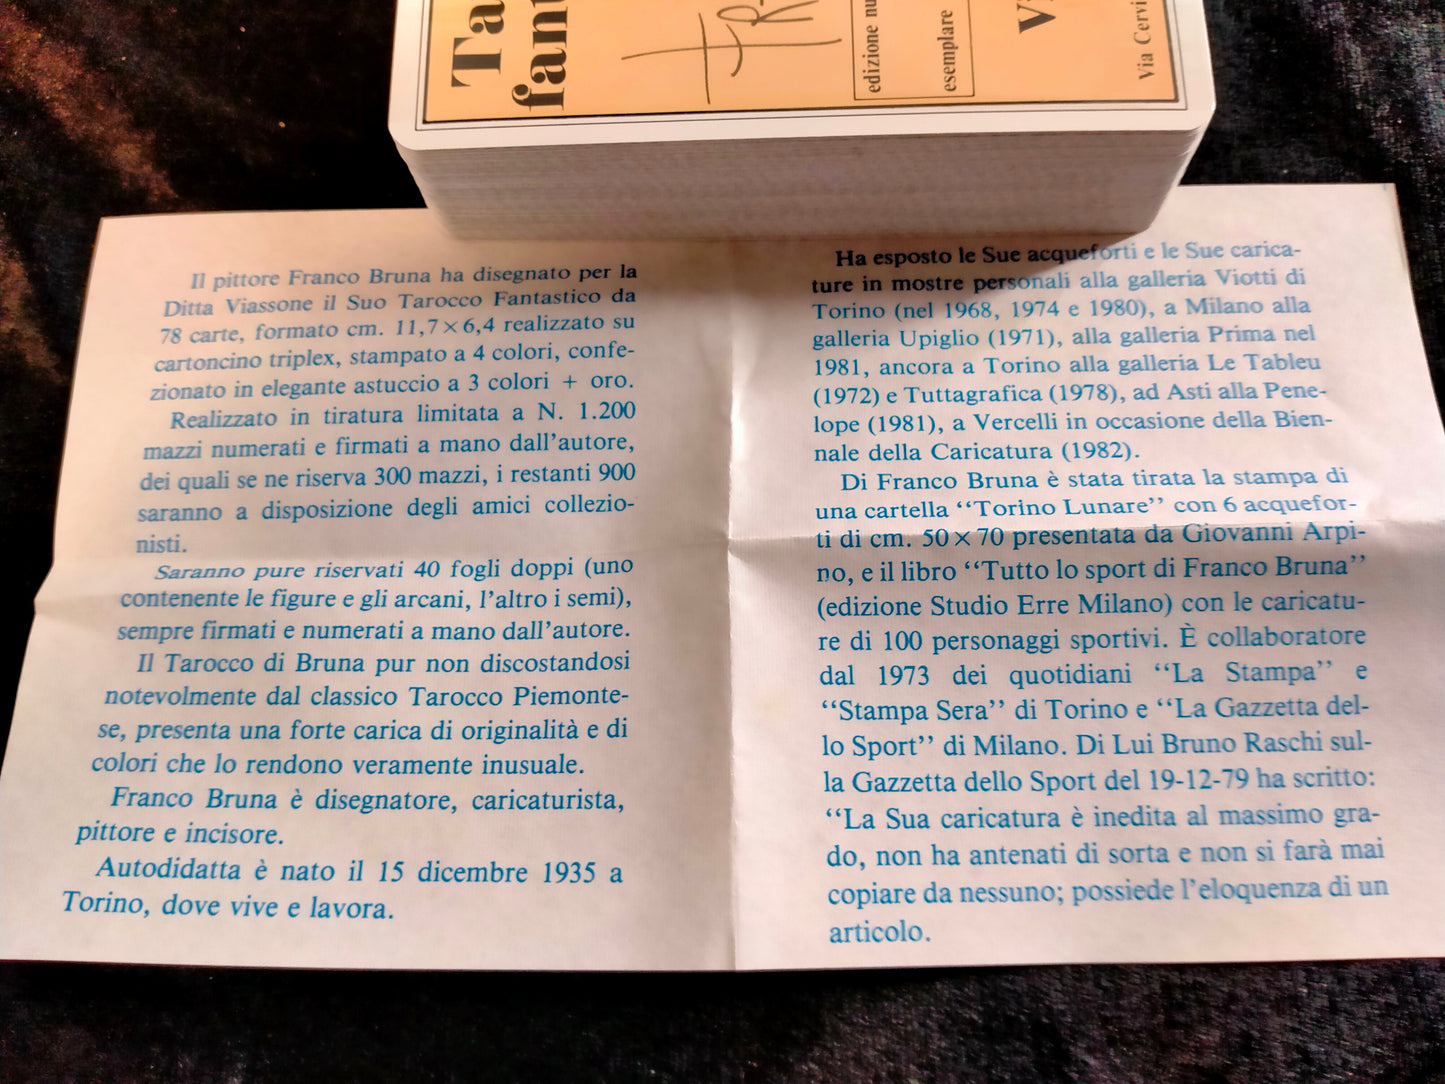 Ta
fant
edizione nu
esemplare
Via Cervi
Il pittore Franco Bruna ha disegnato per la
Ditta Viassone il Suo Tarocco Fantastico da
78 carte, formato cm. 11,7×6,4 realizzato su
cartoncino triplex, stampato a 4 colori, confe-
zionato in elegante astuccio a 3 colori + oro.
Realizzato in tiratura limitata a N. 1.200
mazzi numerati e firmati a mano dall'autore,
dei quali se ne riserva 300 mazzi, i restanti 900
saranno a disposizione degli amici collezio-
nisti.
Saranno pure riservati 40 fogli doppi (uno
contenente le figure e gli arcani, l'altro i semi),
sempre firmati e numerati a mano dall'autore.
Il Tarocco di Bruna pur non discostandosi
notevolmente dal classico Tarocco Piemonte-
se, presenta una forte carica di originalità e di
colori che lo rendono veramente inusuale.
Franco Bruna è disegnatore, caricaturista,
pittore e incisore.
Autodidatta è nato il 15 dicembre 1935 a
Torino, dove vive e lavora.
Ha esposto le Sue acqueforti e le Sue carica-
ture in mostre personali alla galleria Viotti di
Torino (nel 1968, 1974 e 1980), a Milano alla
galleria Upiglio (1971), alla galleria Prima nel
1981, ancora a Torino alla galleria Le Tableu
(1972) e Tuttagrafica (1978), ad Asti alla Pene-
lope (1981), a Vercelli in occasione della Bien-
nale della Caricatura (1982).
Di Franco Bruna è stata tirata la stampa di
una cartella ‘‘Torino Lunare’’ con 6 acquefor-
ti di cm. 50×70 presentata da Giovanni Arpi-
no, e il libro ‘‘Tutto lo sport di Franco Bruna’’
(edizione Studio Erre Milano) con le caricatu-
re di 100 personaggi sportivi. È collaboratore
dal 1973 dei quotidiani ‘‘La Stampa’’ e
‘‘Stampa Sera’’ di Torino e ‘‘La Gazzetta del-
lo Sport’’ di Milano. Di Lui Bruno Raschi sul-
la Gazzetta dello Sport del 19-12-79 ha scritto:
‘‘La Sua caricatura è inedita al massimo gra-
do, non ha antenati di sorta e non si farà mai
copiare da nessuno; possiede l'eloquenza di un
articolo.